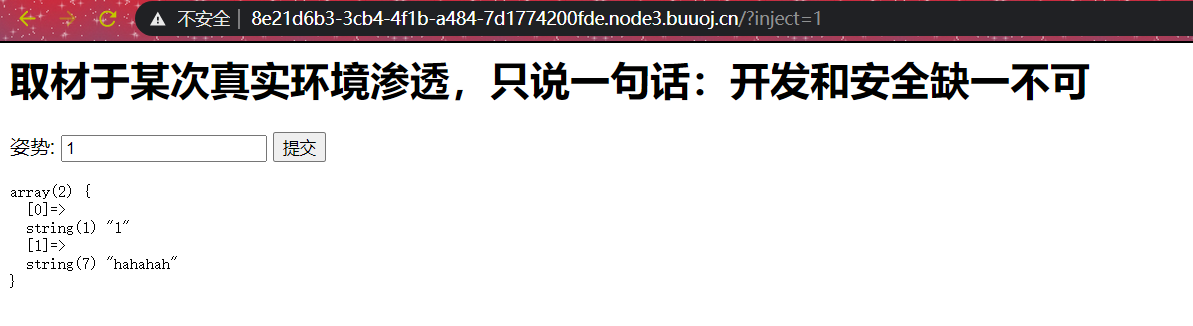 不安全 | 8e21d6b3-3cb4-4f1b-a484-7d1774200fde.node3.buuoj.cn/?inject=1
取材于某次真实环境渗透，只说一句话：开发和安全缺一不可
姿势: 1 提交
array(2) {
  [0]=>
  string(1) "1"
  [1]=>
  string(7) "hahahah"
}